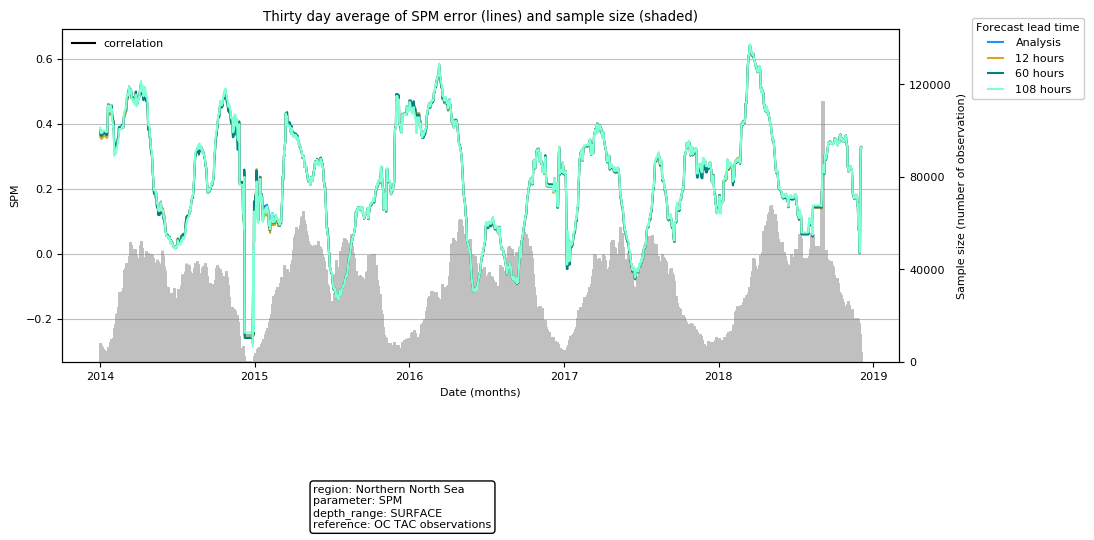 Thirty day average of SPM error (lines) and sample size (shaded)
correlation
Forecast lead time
Analysis
12 hours
60 hours
108 hours
SPM
0.6
0.4
0.2
0.0
−0.2
120000
80000
40000
0
Sample size (number of observation)
2014
2015
2016
2017
2018
2019
Date (months)
region: Northern North Sea
parameter: SPM
depth_range: SURFACE
reference: OC TAC observations